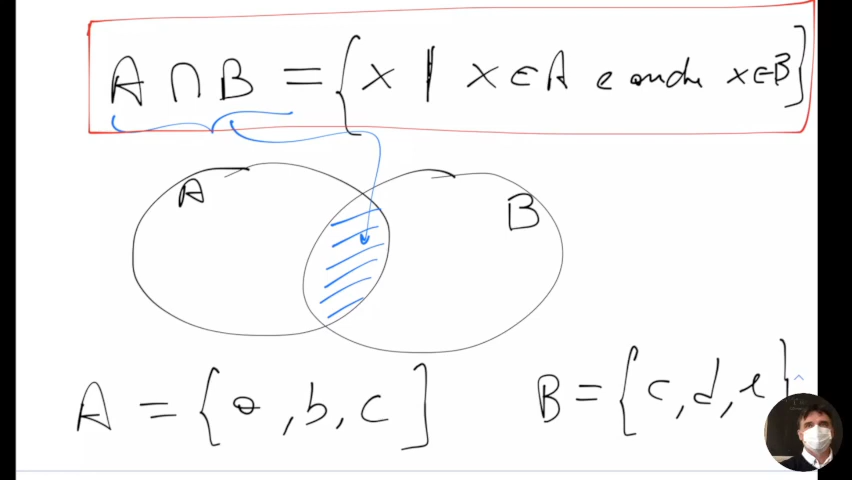 A ∩ B = { x | x ∈ A e anche x ∈ B }
A
B
A = { a, b, c }
B = { c, d, e }